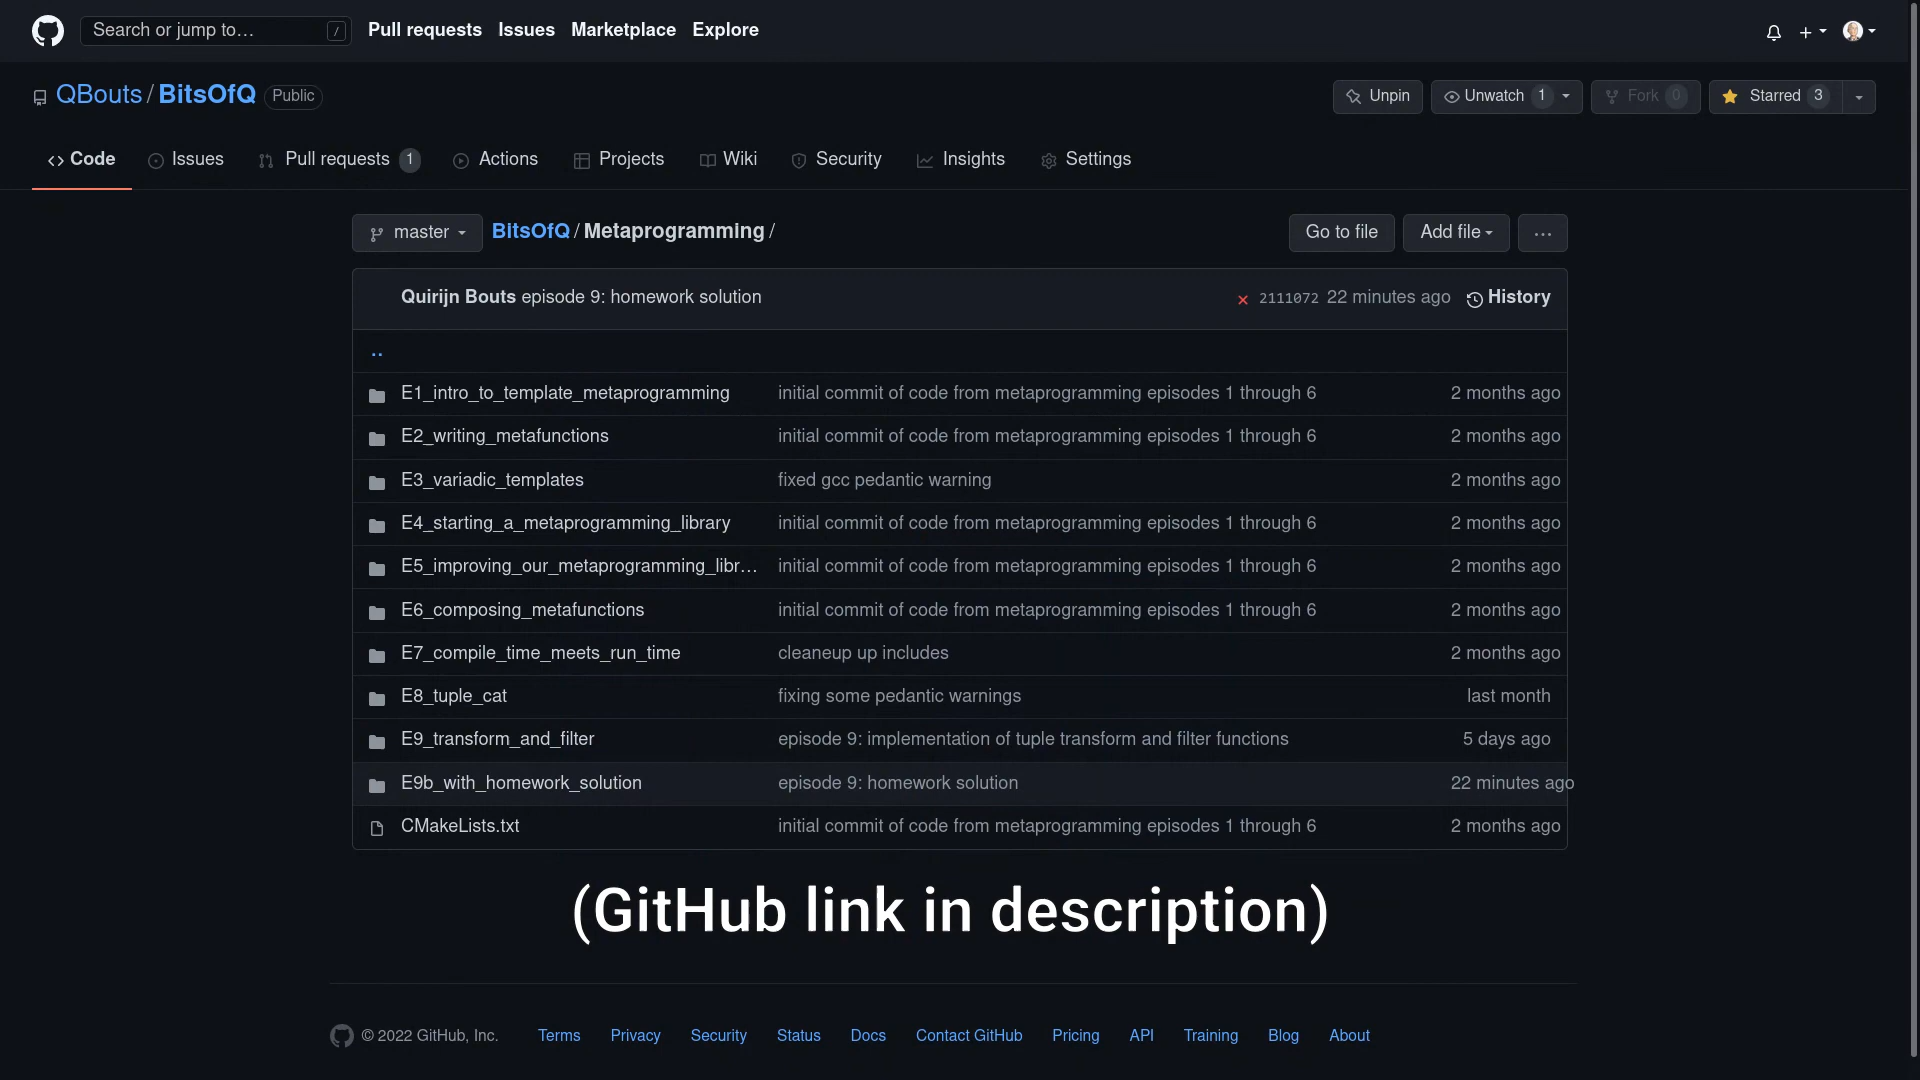 Search or jump to… / Pull requests Issues Marketplace Explore
QBouts / BitsOfQ Public Unpin Unwatch 1 Fork 0 Starred 3
Code Issues Pull requests 1 Actions Projects Wiki Security Insights Settings
master BitsOfQ / Metaprogramming / Go to file Add file ...
Quirijn Bouts episode 9: homework solution × 2111072 22 minutes ago History
..
E1_intro_to_template_metaprogramming initial commit of code from metaprogramming episodes 1 through 6 2 months ago
E2_writing_metafunctions initial commit of code from metaprogramming episodes 1 through 6 2 months ago
E3_variadic_templates fixed gcc pedantic warning 2 months ago
E4_starting_a_metaprogramming_library initial commit of code from metaprogramming episodes 1 through 6 2 months ago
E5_improving_our_metaprogramming_libr… initial commit of code from metaprogramming episodes 1 through 6 2 months ago
E6_composing_metafunctions initial commit of code from metaprogramming episodes 1 through 6 2 months ago
E7_compile_time_meets_run_time cleaneup up includes 2 months ago
E8_tuple_cat fixing some pedantic warnings last month
E9_transform_and_filter episode 9: implementation of tuple transform and filter functions 5 days ago
E9b_with_homework_solution episode 9: homework solution 22 minutes ago
CMakeLists.txt initial commit of code from metaprogramming episodes 1 through 6 2 months ago
(GitHub link in description)
© 2022 GitHub, Inc. Terms Privacy Security Status Docs Contact GitHub Pricing API Training Blog About